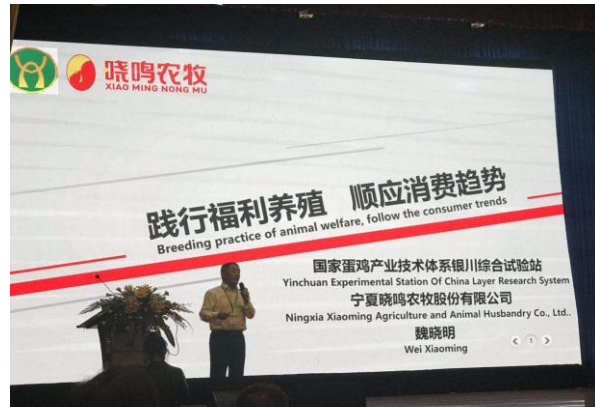 晓鸣农牧
XIAO MING NONG MU
践行福利养殖 顺应消费趋势
Breeding practice of animal welfare, follow the consumer trends
国家蛋鸡产业技术体系银川综合试验站
Yinchuan Experimental Station Of China Layer Research System
宁夏晓鸣农牧股份有限公司
Ningxia Xiaoming Agriculture and Animal Husbandry Co., Ltd..
魏晓明
Wei Xiaoming
1